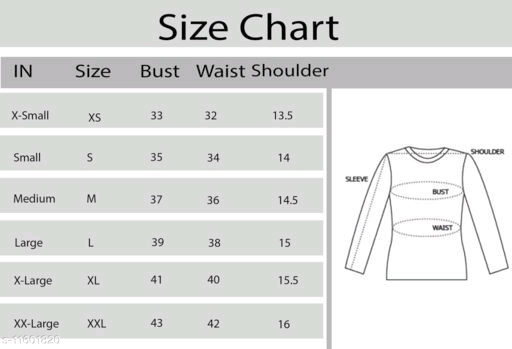 Size Chart
IN Size Bust Waist Shoulder
X-Small XS 33 32 13.5
Small S 35 34 14
Medium M 37 36 14.5
Large L 39 38 15
X-Large XL 41 40 15.5
XX-Large XXL 43 42 16
SHOULDER
SLEEVE
BUST
WAIST
s-11601820